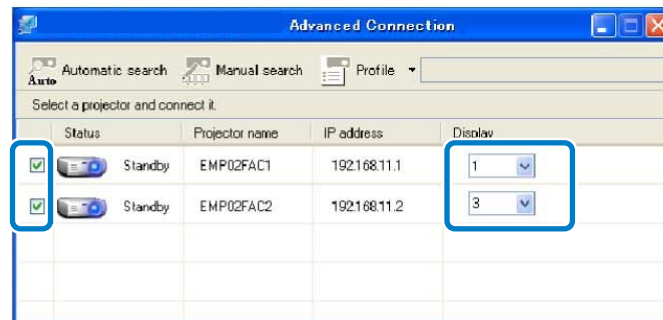 Advanced Connection
Auto Automatic search Manual search Profile
Select a projector and connect it.
Status Projector name IP address Display
Standby EMP02FAC1 192.168.11.1 1
Standby EMP02FAC2 192.168.11.2 3